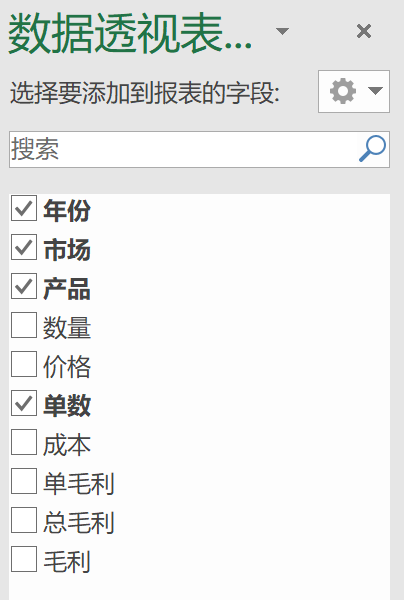 数据透视表...
选择要添加到报表的字段:
搜索
年份
市场
产品
数量
价格
单数
成本
单毛利
总毛利
毛利